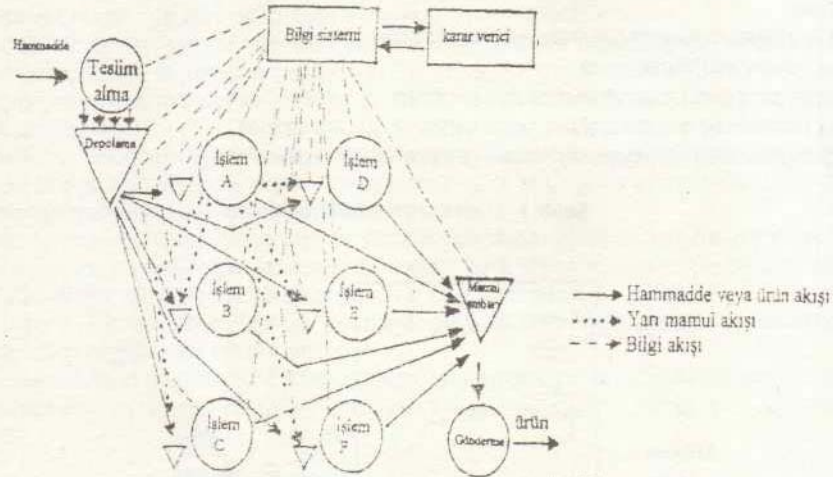 Hammadde
Teslim
alma
Bilgi sistemi
karar verici
Depolama
İşlem
A
İşlem
D
İşlem
B
İşlem
E
İşlem
C
İşlem
F
Mamul
Gönderme
ürün
Hammadde veya ürün akışı
Yarı mamul akışı
Bilgi akışı